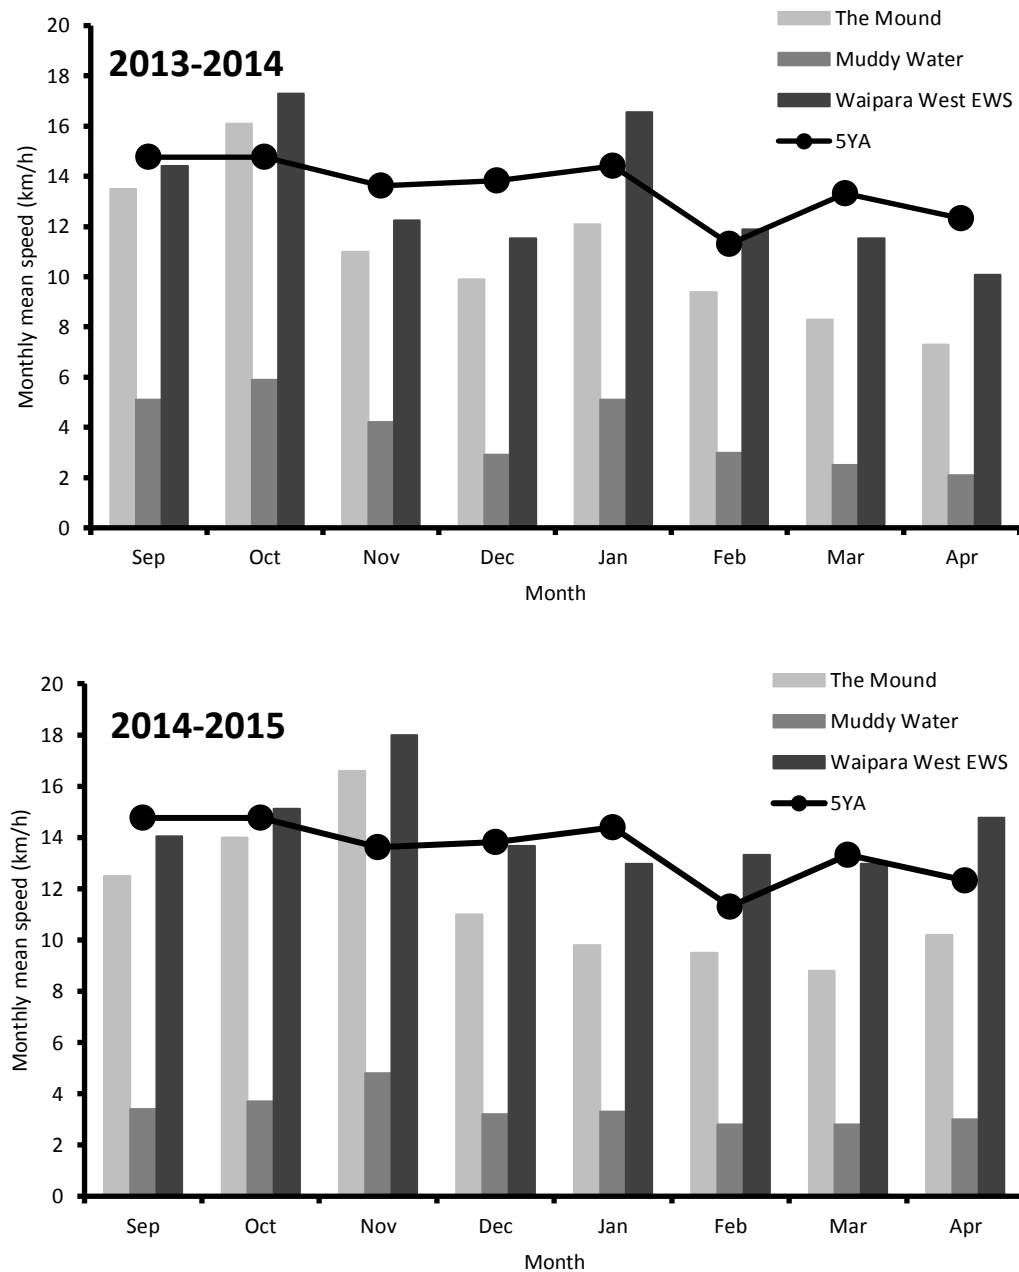 20
18
16
14
12
10
8
6
4
2
0
Monthly mean speed (km/h)
2013-2014
The Mound
Muddy Water
Waipara West EWS
5YA
Sep Oct Nov Dec Jan Feb Mar Apr
Month
20
18
16
14
12
10
8
6
4
2
0
Monthly mean speed (km/h)
2014-2015
The Mound
Muddy Water
Waipara West EWS
5YA
Sep Oct Nov Dec Jan Feb Mar Apr
Month